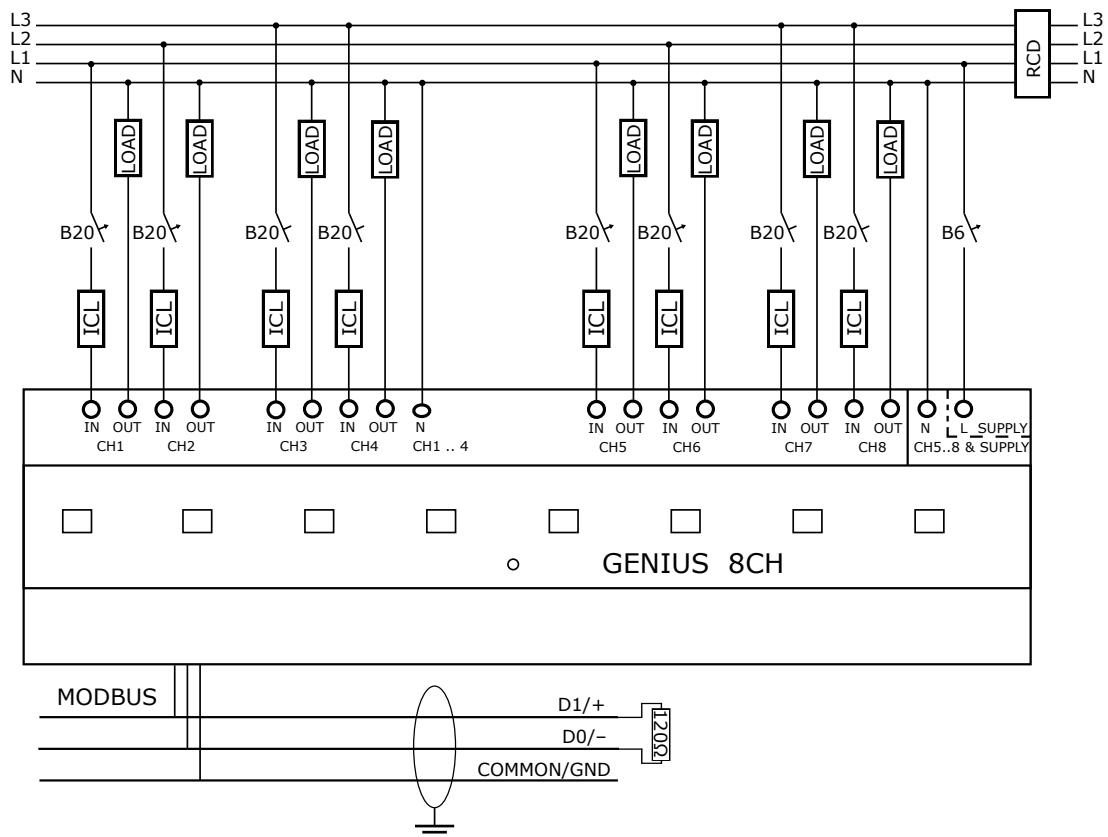 L3 L3
L2 L2
L1 L1
N N
RCD
LOAD LOAD LOAD LOAD LOAD LOAD LOAD LOAD
B20 B20 B20 B20 B20 B20 B20 B20 B6
ICL ICL ICL ICL ICL ICL ICL ICL
IN OUT IN OUT IN OUT IN OUT N IN OUT IN OUT IN OUT IN OUT N L SUPPLY
CH1 CH2 CH3 CH4 CH1 .. 4 CH5 CH6 CH7 CH8 CH5..8 & SUPPLY
GENIUS 8CH
MODBUS
D1/+
D0/–
120Ω
COMMON/GND